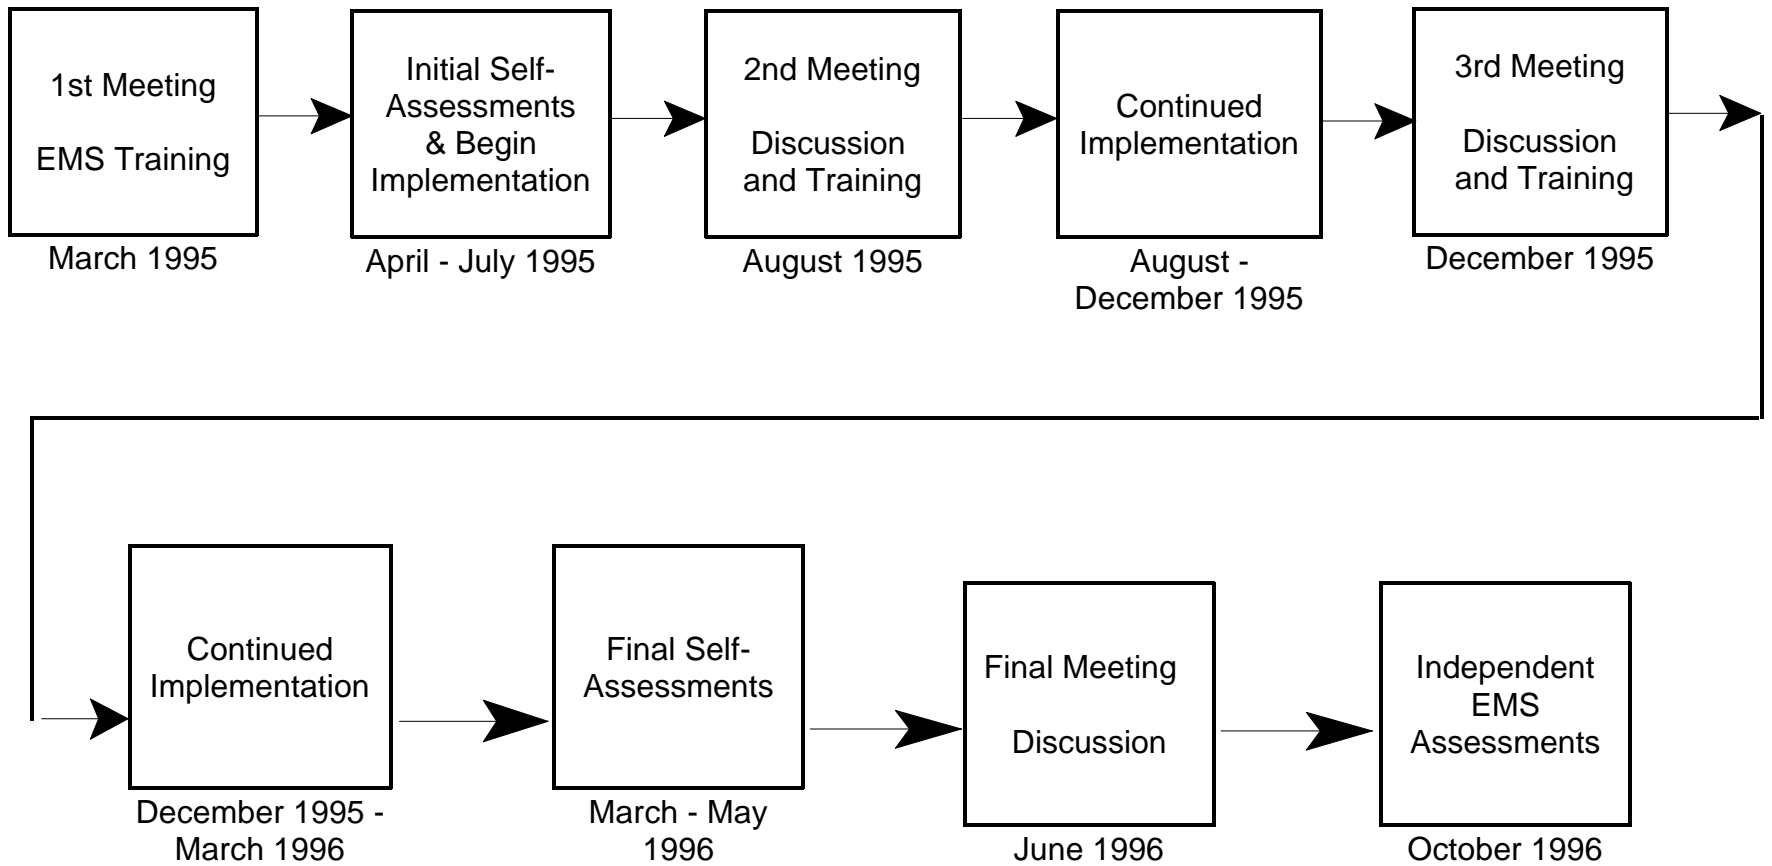 1st Meeting
EMS Training
March 1995
Initial Self-
Assessments
& Begin
Implementation
April - July 1995
2nd Meeting
Discussion
and Training
August 1995
Continued
Implementation
August -
December 1995
3rd Meeting
Discussion
and Training
December 1995
Continued
Implementation
December 1995 -
March 1996
Final Self-
Assessments
March - May
1996
Final Meeting
Discussion
June 1996
Independent
EMS
Assessments
October 1996